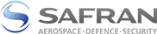 SAFRAN
AEROSPACE · DEFENCE · SECURITY